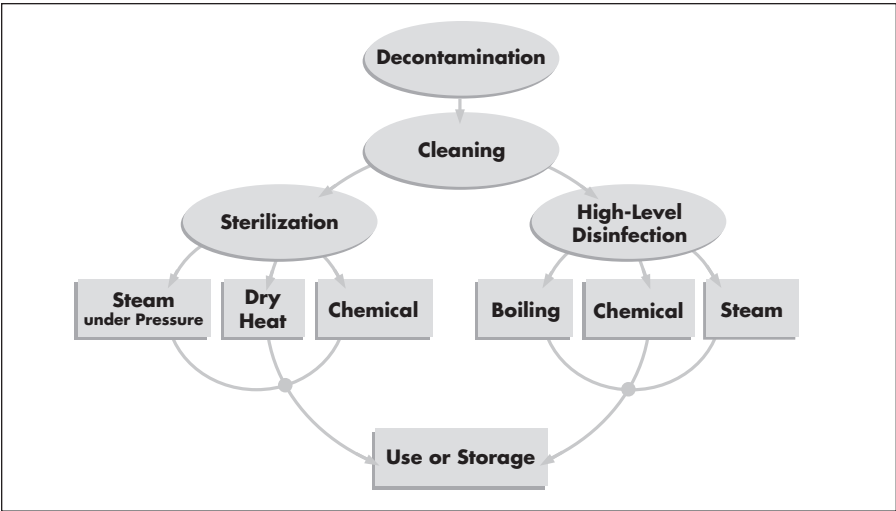 Decontamination
Cleaning
Sterilization
High-Level
Disinfection
Steam
under Pressure
Dry
Heat
Chemical
Boiling
Chemical
Steam
Use or Storage